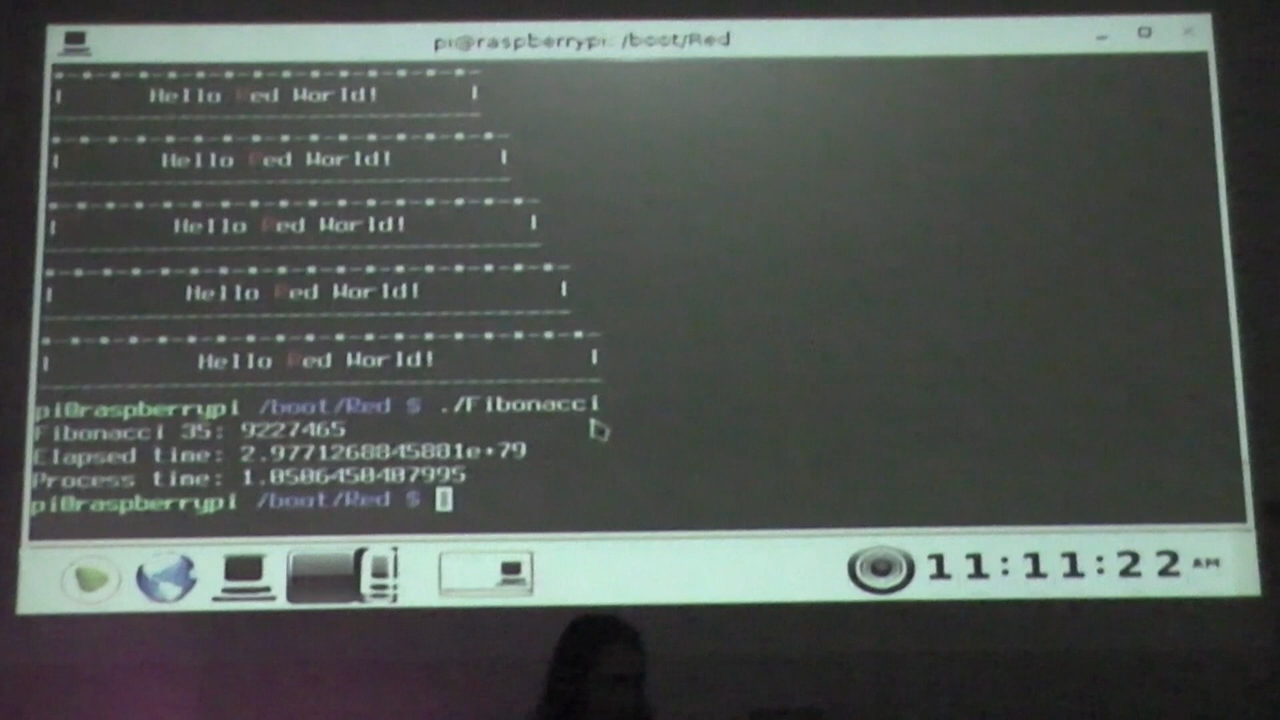 pi@raspberrypi: /boot/Red
Hello Red World!
Hello Red World!
Hello Red World!
Hello Red World!
Hello Red World!
pi@raspberrypi /boot/Red $ ./Fibonacci
Fibonacci 35: 9227465
Elapsed time: 2.9771268845881e+79
Process time: 1.0506450407995
pi@raspberrypi /boot/Red $
11:11:22 AM